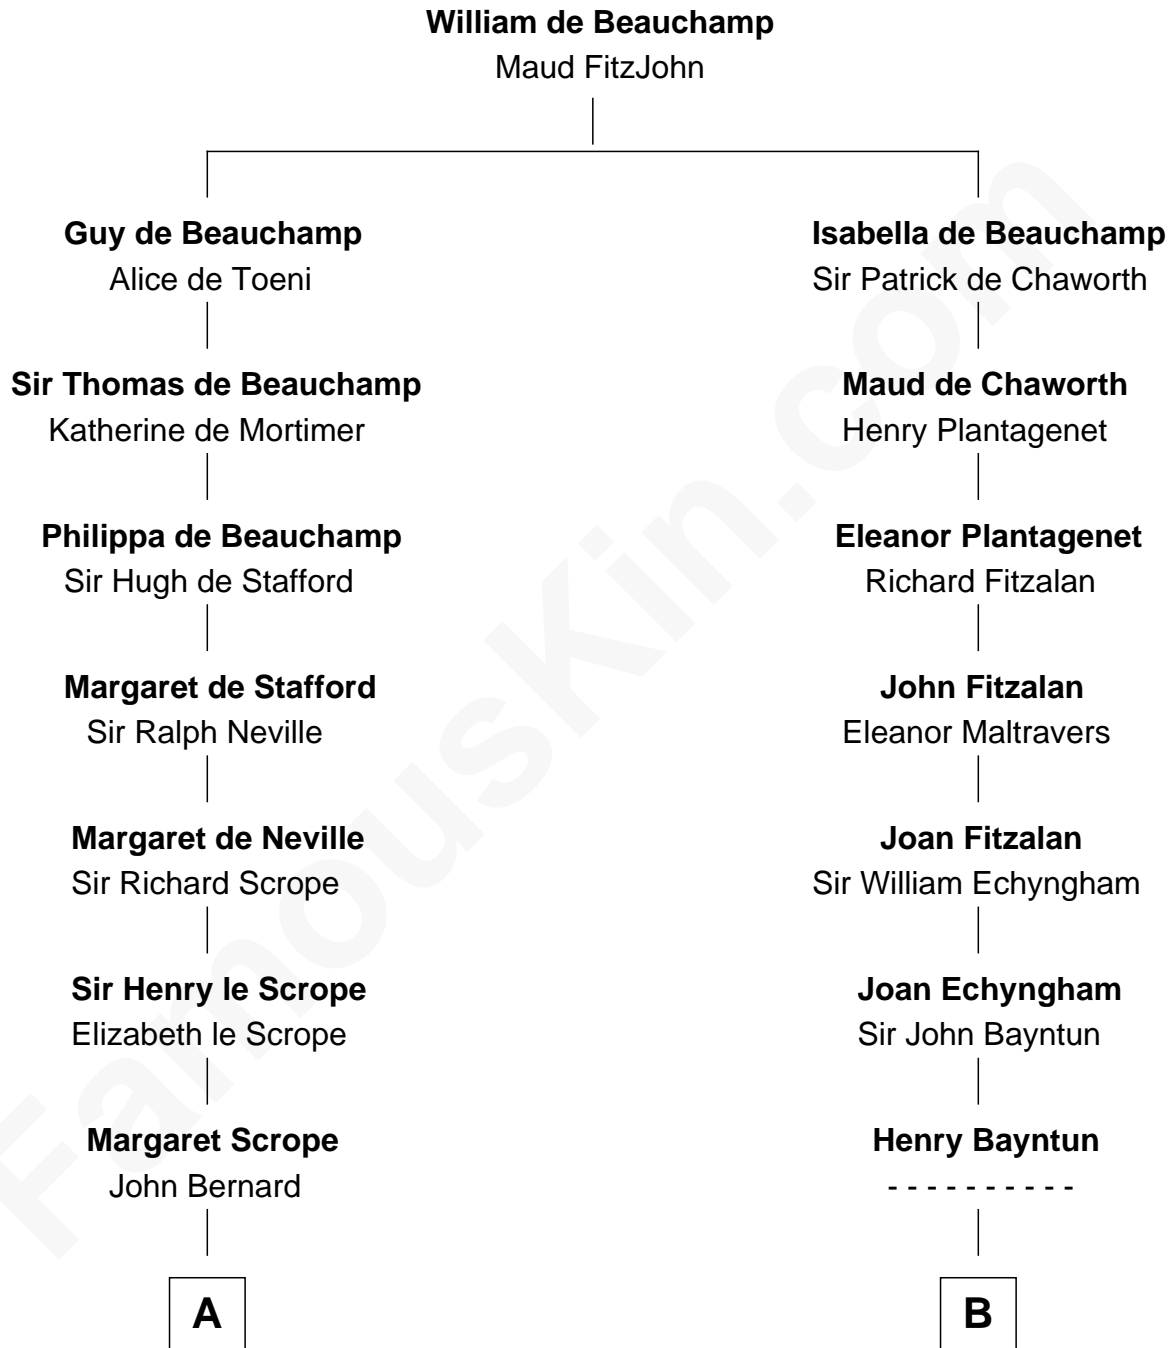 William de Beauchamp
Maud FitzJohn
Guy de Beauchamp
Alice de Toeni
Isabella de Beauchamp
Sir Patrick de Chaworth
Sir Thomas de Beauchamp
Katherine de Mortimer
Maud de Chaworth
Henry Plantagenet
Philippa de Beauchamp
Sir Hugh de Stafford
Eleanor Plantagenet
Richard Fitzalan
Margaret de Stafford
Sir Ralph Neville
John Fitzalan
Eleanor Maltravers
Margaret de Neville
Sir Richard Scrope
Joan Fitzalan
Sir William Echyngham
Sir Henry le Scrope
Elizabeth le Scrope
Joan Echyngham
Sir John Bayntun
Margaret Scrope
John Bernard
Henry Bayntun
- - - - - - - - - -
A
B
FamousKin.com